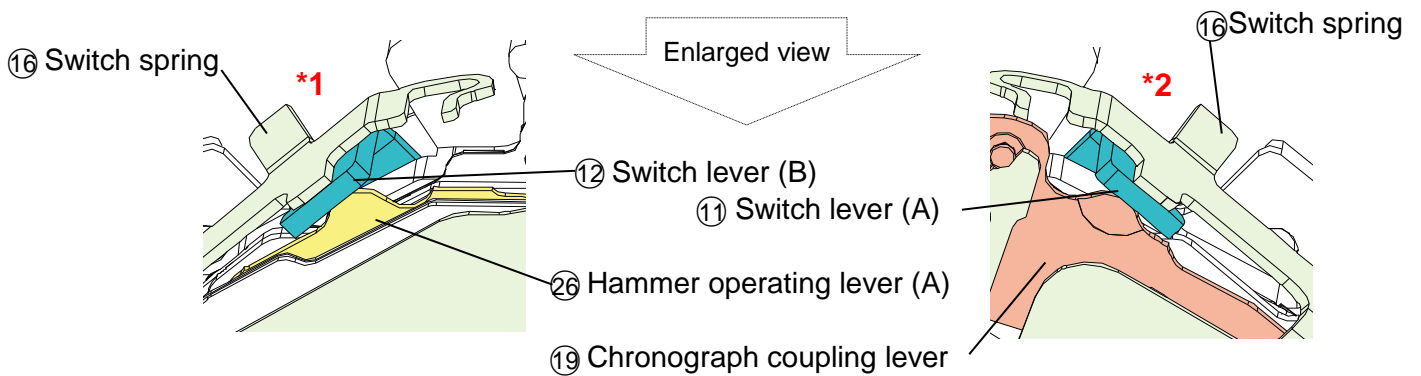 ⑯ Switch spring
*1
Enlarged view
*2
⑯Switch spring
⑫ Switch lever (B)
⑪ Switch lever (A)
㉖ Hammer operating lever (A)
⑲ Chronograph coupling lever